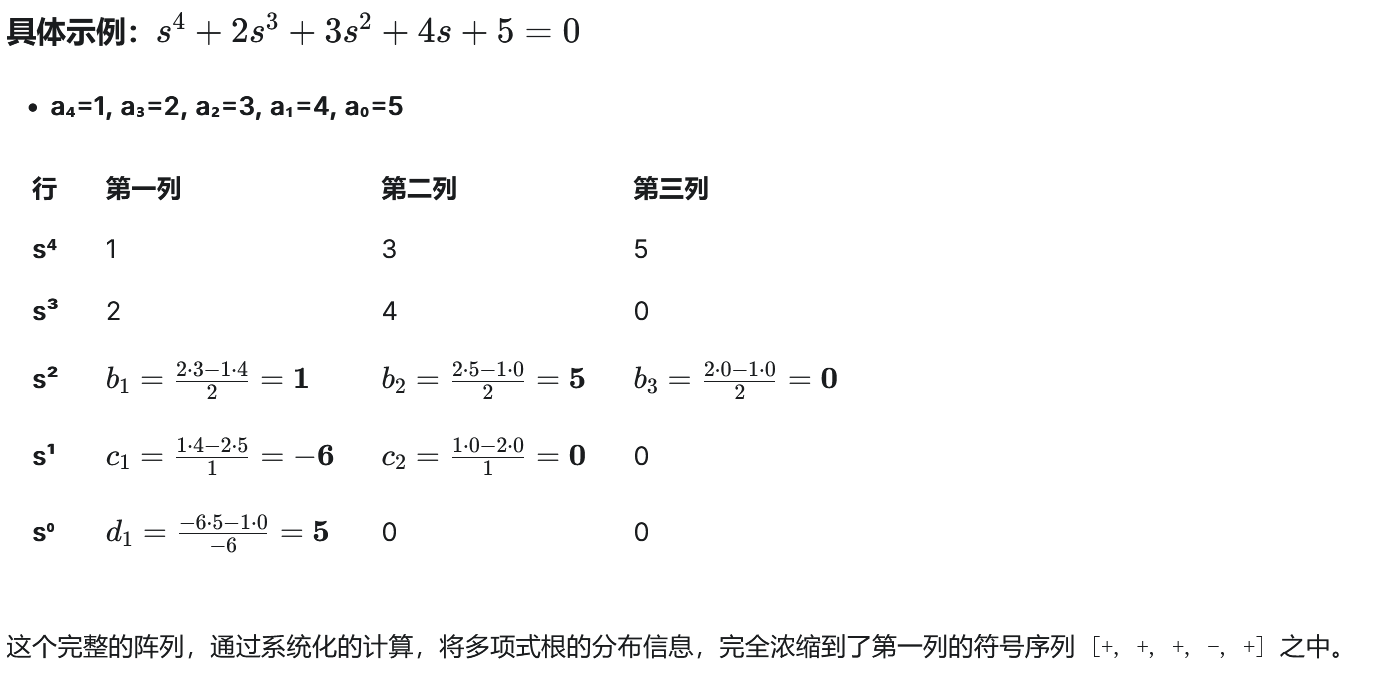 具体示例：s⁴ + 2s³ + 3s² + 4s + 5 = 0
• a₄=1, a₃=2, a₂=3, a₁=4, a₀=5
行 第一列 第二列 第三列
s⁴ 1 3 5
s³ 2 4 0
s² b₁ = (2·3−1·4)/2 = 1 b₂ = (2·5−1·0)/2 = 5 b₃ = (2·0−1·0)/2 = 0
s¹ c₁ = (1·4−2·5)/1 = −6 c₂ = (1·0−2·0)/1 = 0 0
s⁰ d₁ = (−6·5−1·0)/−6 = 5 0 0
这个完整的阵列，通过系统化的计算，将多项式根的分布信息，完全浓缩到了第一列的符号序列 [+, +, +, −, +] 之中。